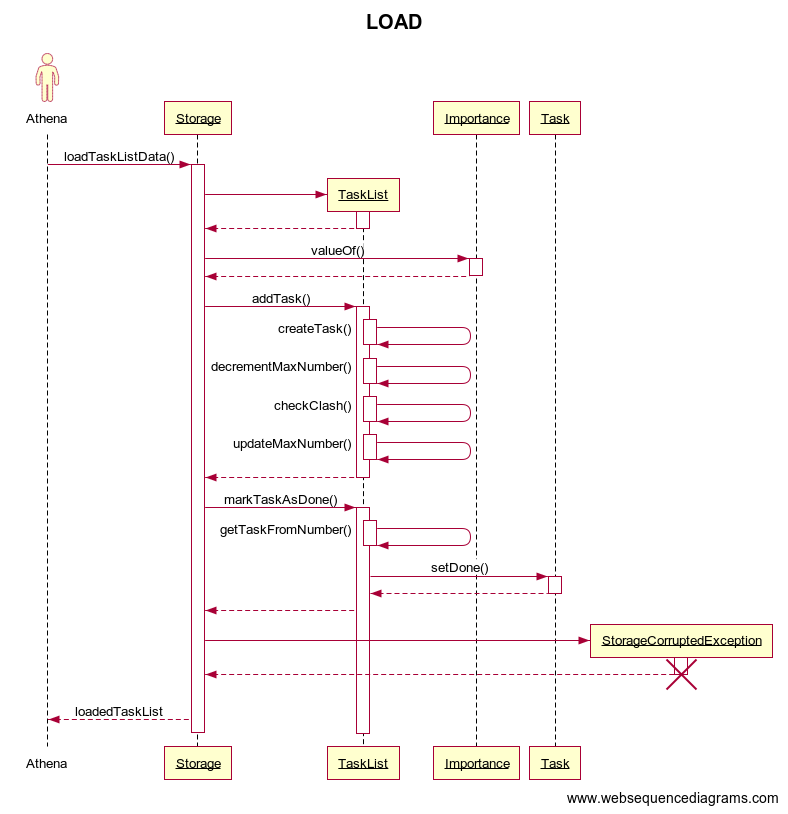 LOAD
Athena
Storage
Importance
Task
loadTaskListData()
TaskList
valueOf()
addTask()
createTask()
decrementMaxNumber()
checkClash()
updateMaxNumber()
markTaskAsDone()
getTaskFromNumber()
setDone()
StorageCorruptedException
loadedTaskList
Athena
Storage
TaskList
Importance
Task
www.websequencediagrams.com